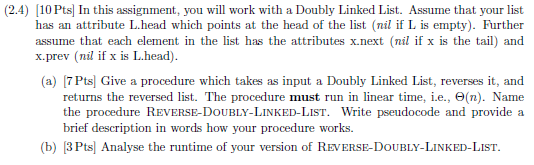 (2.4) [10 Pts] In this assignment, you will work with a Doubly Linked List. Assume that your list
has an attribute L.head which points at the head of the list (nil if L is empty). Further
assume that each element in the list has the attributes x.next (nil if x is the tail) and
x.prev (nil if x is L.head).
(a) [7 Pts] Give a procedure which takes as input a Doubly Linked List, reverses it, and
returns the reversed list. The procedure must run in linear time, i.e., Θ(n). Name
the procedure REVERSE-DOUBLY-LINKED-LIST. Write pseudocode and provide a
brief description in words how your procedure works.
(b) [3 Pts] Analyse the runtime of your version of REVERSE-DOUBLY-LINKED-LIST.